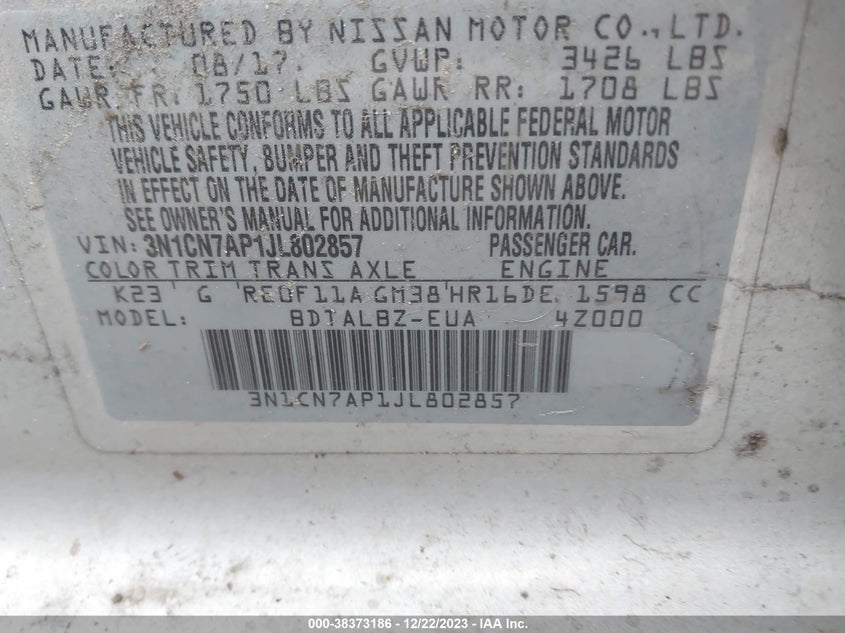 MANUFACTURED BY NISSAN MOTOR CO., LTD.
DATE: 08/17 GVWP: 3426 LBS
GAWR FR: 1750 LBS GAWR RR: 1708 LBS
THIS VEHICLE CONFORMS TO ALL APPLICABLE FEDERAL MOTOR
VEHICLE SAFETY, BUMPER AND THEFT PREVENTION STANDARDS
IN EFFECT ON THE DATE OF MANUFACTURE SHOWN ABOVE.
SEE OWNER'S MANUAL FOR ADDITIONAL INFORMATION.
VIN: 3N1CN7AP1JL802857 PASSENGER CAR.
COLOR TRIM TRANS AXLE ENGINE
K23 G RE0F11A GM38 HR16DE 1598 CC
MODEL: BDTALBZ-EUA 4Z000
3N1CN7AP1JL802857
000-38373186 - 12/22/2023 - IAA Inc.